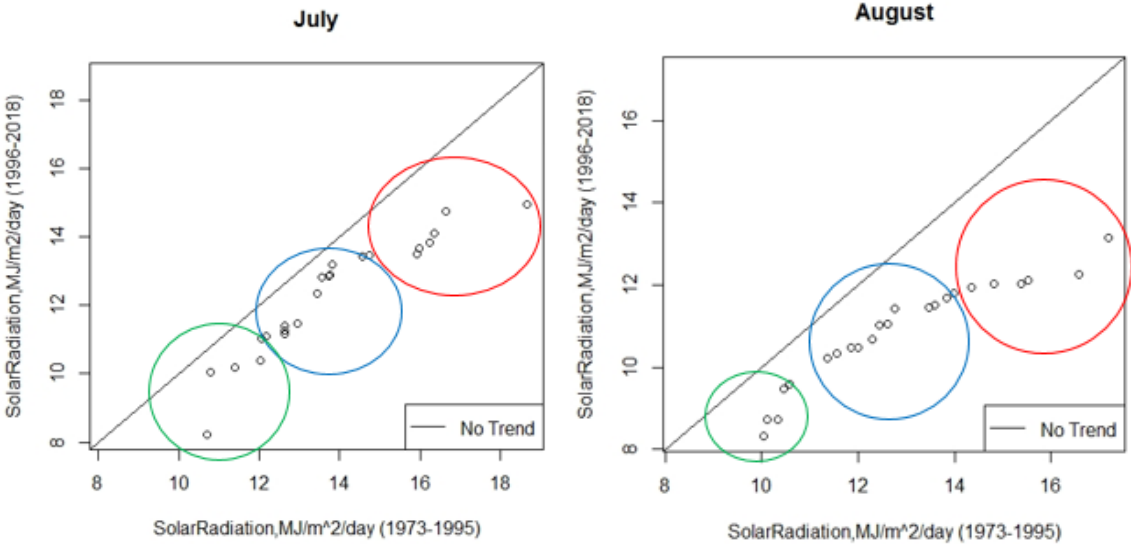 July
SolarRadiation,MJ/m2/day (1996-2018)
18
16
14
12
10
8
8 10 12 14 16 18
No Trend
SolarRadiation,MJ/m^2/day (1973-1995)
August
SolarRadiation,MJ/m2/day (1996-2018)
16
14
12
10
8
10 12 14 16
No Trend
SolarRadiation,MJ/m^2/day (1973-1995)